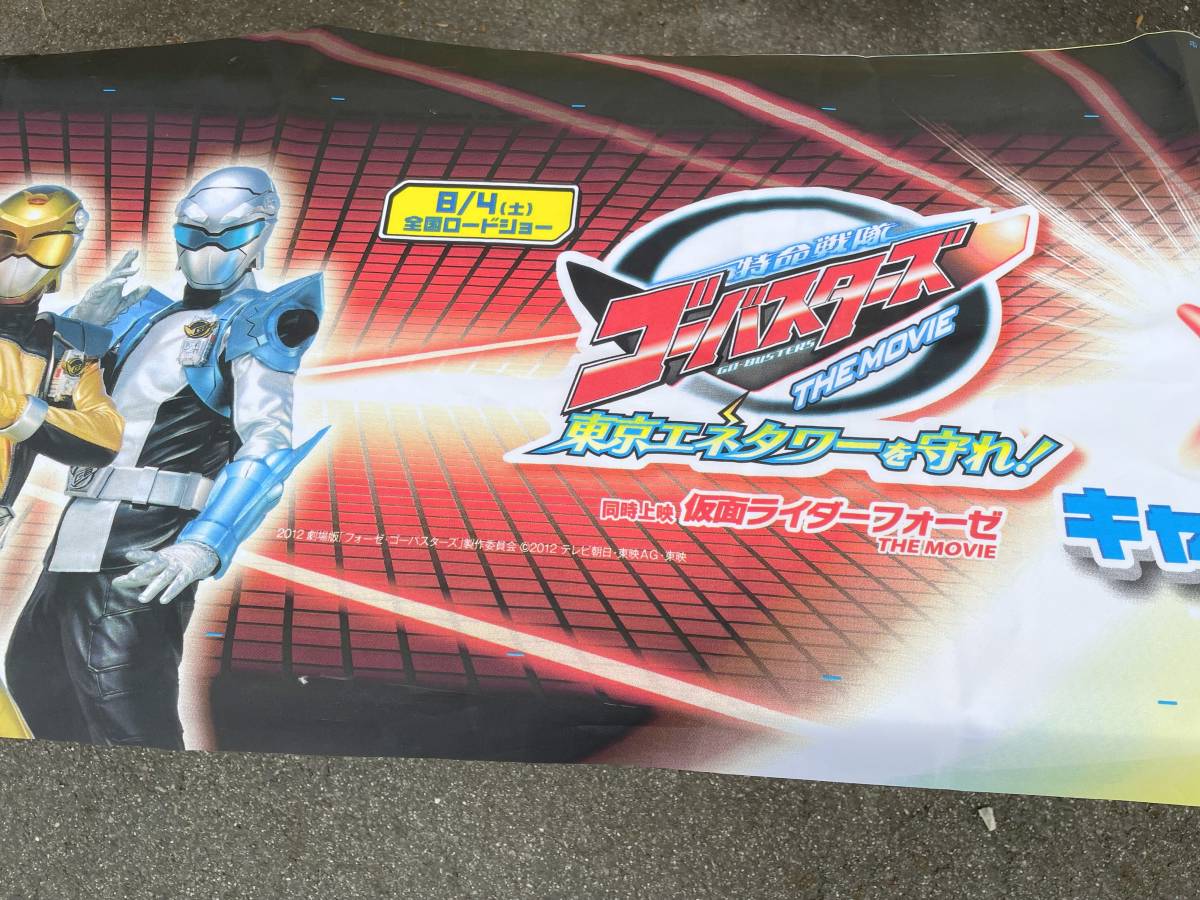 8/4(土)
全国ロードショー
特命戦隊
ゴーバスターズ
GO-BUSTERS
THE MOVIE
東京エネタワーを守れ!
同時上映 仮面ライダーフォーゼ
THE MOVIE
2012 劇場版「フォーゼ・ゴーバスターズ」製作委員会 ©2012 テレビ朝日・東映AG・東映
キャ